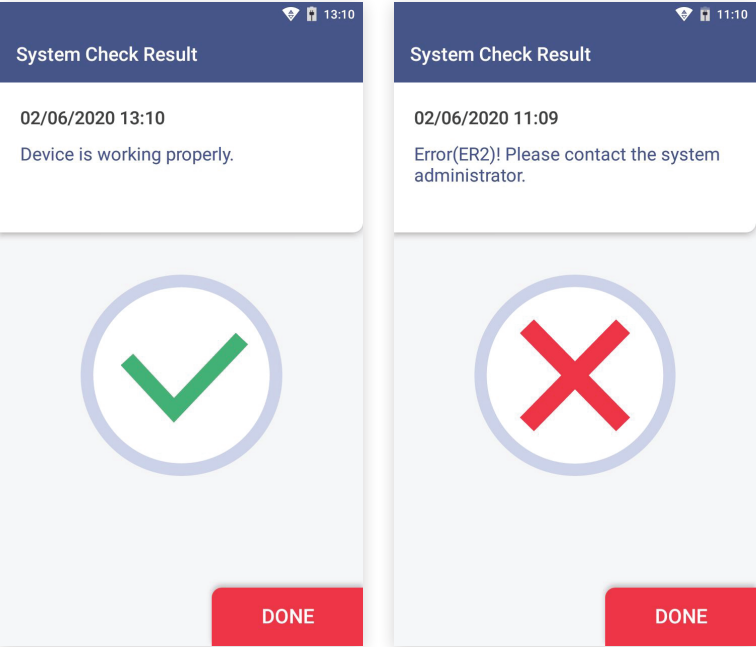 13:10
System Check Result
02/06/2020 13:10
Device is working properly.
DONE
11:10
System Check Result
02/06/2020 11:09
Error(ER2)! Please contact the system
administrator.
DONE